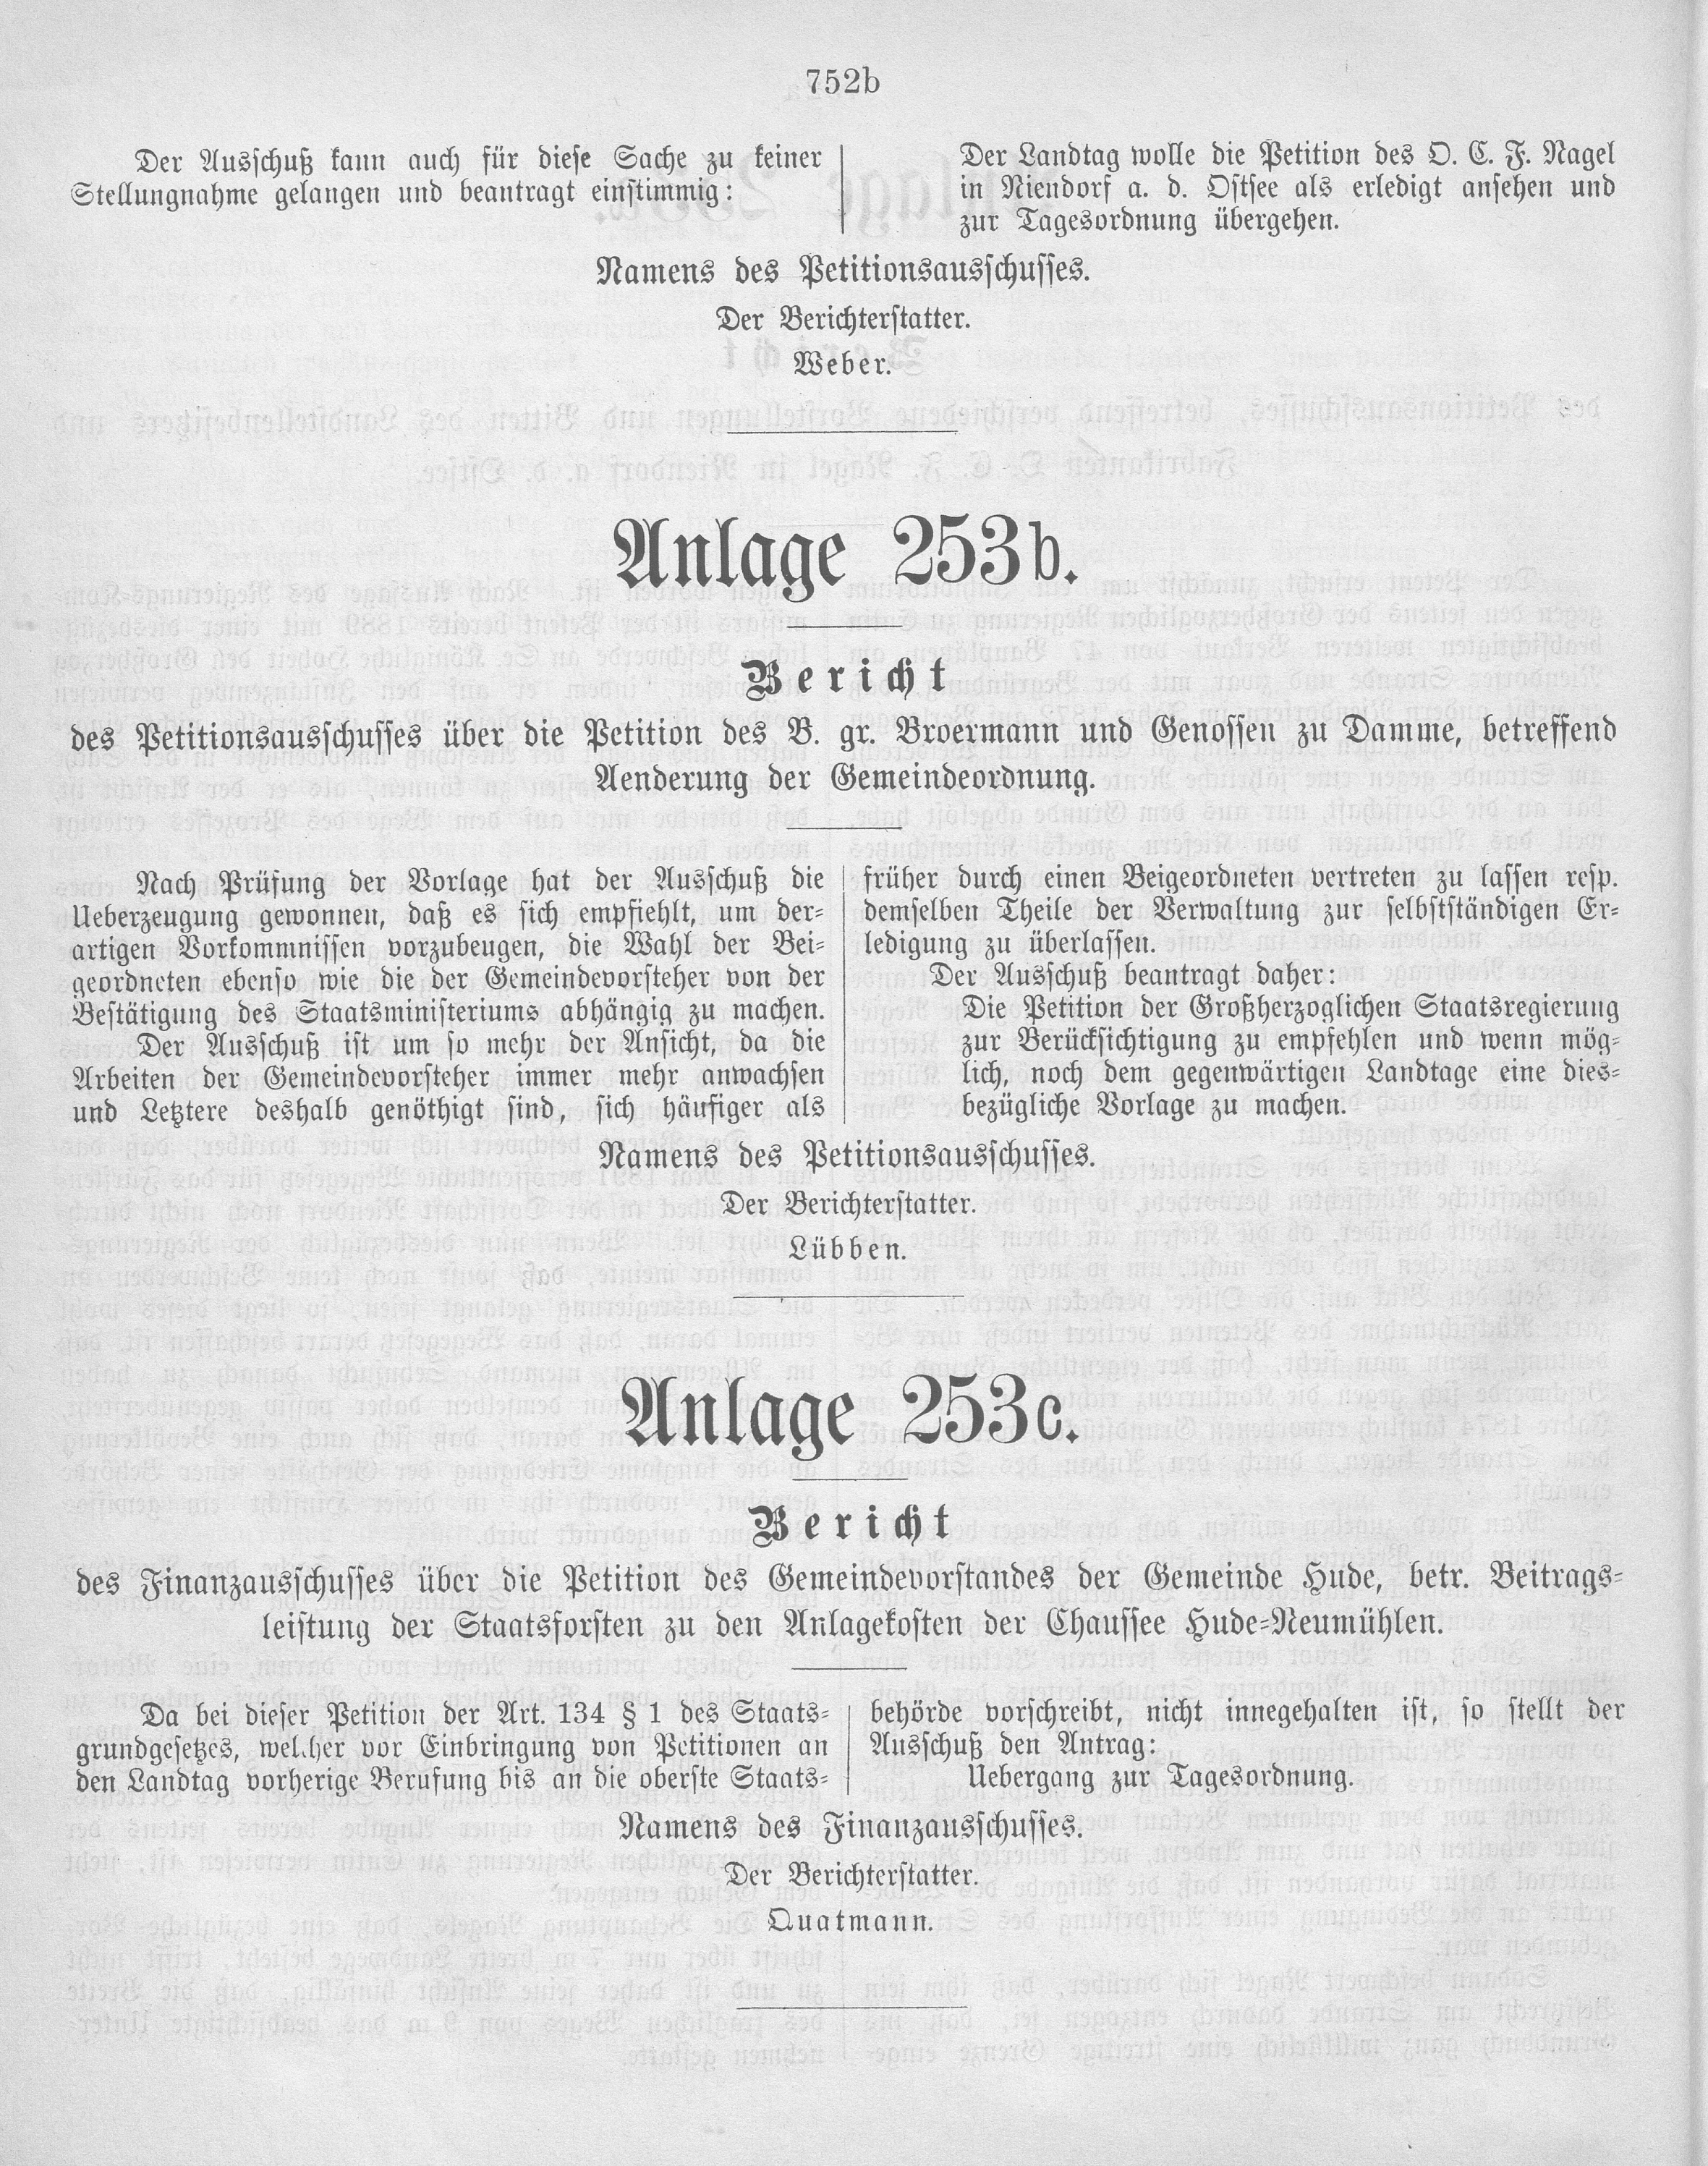 752b
Der Ausschuß kann auch für diese Sache zu keiner
Stellungnahme gelangen und beantragt einstimmig:
Der Landtag wolle die Petition des O. C. F. Nagel
in Niendorf a. d. Ostsee als erledigt ansehen und
zur Tagesordnung übergehen.
Namens des Petitionsausschusses.
Der Berichterstatter.
Weber.
Anlage 253b.
Bericht
des Petitionsausschusses über die Petition des B. gr. Broermann und Genossen zu Damme, betreffend
Aenderung der Gemeindeordnung.
Nach Prüfung der Vorlage hat der Ausschuß die
Ueberzeugung gewonnen, daß es sich empfiehlt, um der-
artigen Vorkommnissen vorzubeugen, die Wahl der Bei-
geordneten ebenso wie die der Gemeindevorsteher von der
Bestätigung des Staatsministeriums abhängig zu machen.
Der Ausschuß ist um so mehr der Ansicht, da die
Arbeiten der Gemeindevorsteher immer mehr anwachsen
und Letztere deshalb genöthigt sind, sich häufiger als
früher durch einen Beigeordneten vertreten zu lassen resp.
demselben Theile der Verwaltung zur selbstständigen Er-
ledigung zu überlassen.
Der Ausschuß beantragt daher:
Die Petition der Großherzoglichen Staatsregierung
zur Berücksichtigung zu empfehlen und wenn mög-
lich, noch dem gegenwärtigen Landtage eine dies-
bezügliche Vorlage zu machen.
Namens des Petitionsausschusses.
Der Berichterstatter.
Lübben.
Anlage 253c.
Bericht
des Finanzausschusses über die Petition des Gemeindevorstandes der Gemeinde Hude, betr. Beitrags-
leistung der Staatsforsten zu den Anlagekosten der Chaussee Hude-Neumühlen.
Da bei dieser Petition der Art. 134 § 1 des Staats-
grundgesetzes, welcher vor Einbringung von Petitionen an
den Landtag vorherige Berufung bis an die oberste Staats-
behörde vorschreibt, nicht innegehalten ist, so stellt der
Ausschuß den Antrag:
Uebergang zur Tagesordnung.
Namens des Finanzausschusses.
Der Berichterstatter.
Quatmann.